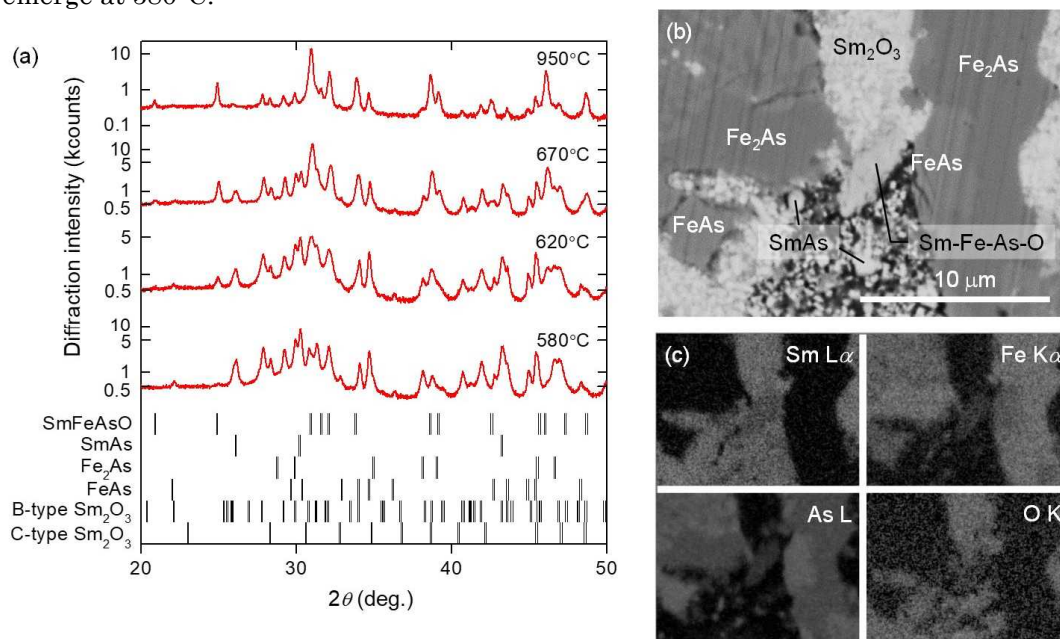 emerge at 580°C.
(a)
950°C
670°C
620°C
580°C
10
1
0.1
10
5
1
0.5
5
1
0.5
10
5
1
0.5
Diffraction intensity (kcounts)
SmFeAsO
SmAs
Fe₂As
FeAs
B-type Sm₂O₃
C-type Sm₂O₃
20 30 40 50
2θ (deg.)
(b)
Sm₂O₃
Fe₂As
Fe₂As
FeAs
FeAs
SmAs
Sm-Fe-As-O
10 μm
(c)
Sm Lα
Fe Kα
As L
O K